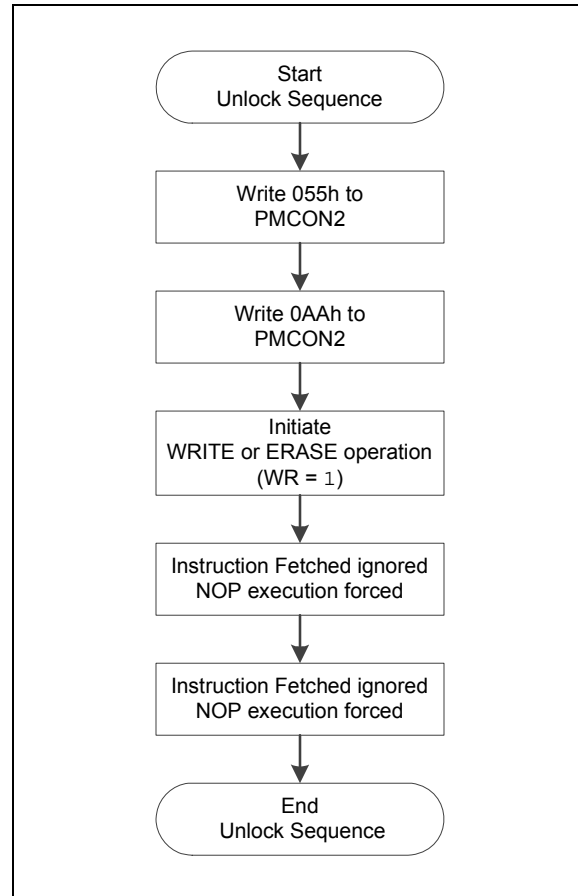 Start
Unlock Sequence
Write 055h to
PMCON2
Write 0AAh to
PMCON2
Initiate
WRITE or ERASE operation
(WR = 1)
Instruction Fetched ignored
NOP execution forced
Instruction Fetched ignored
NOP execution forced
End
Unlock Sequence